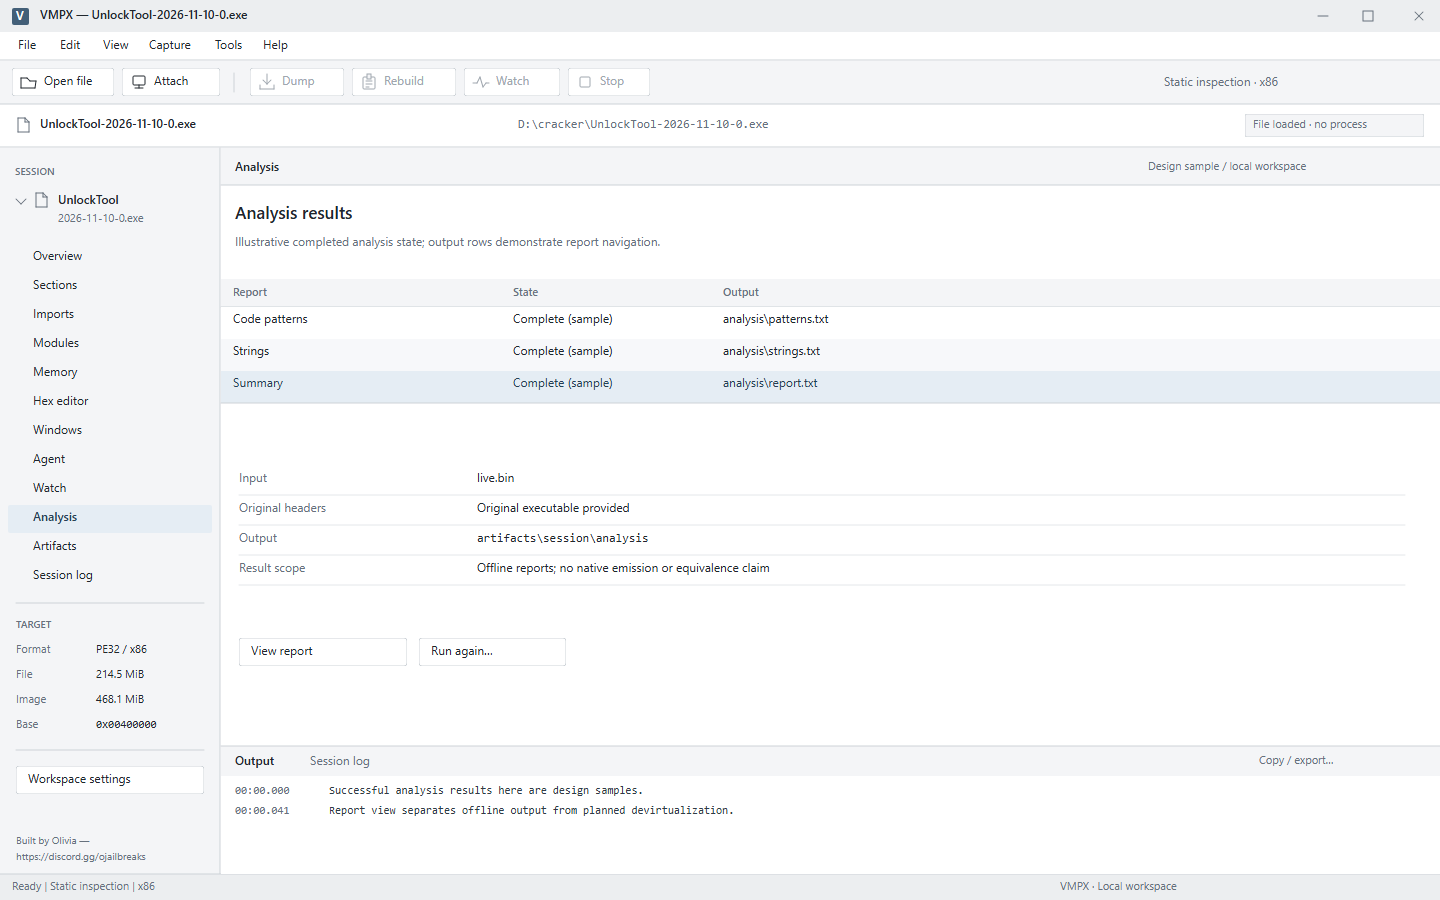 V VMPX — UnlockTool-2026-11-10-0.exe
File Edit View Capture Tools Help
Open file Attach Dump Rebuild Watch Stop Static inspection · x86
UnlockTool-2026-11-10-0.exe D:\cracker\UnlockTool-2026-11-10-0.exe File loaded · no process
SESSION
UnlockTool
2026-11-10-0.exe
Overview
Sections
Imports
Modules
Memory
Hex editor
Windows
Agent
Watch
Analysis
Artifacts
Session log
TARGET
Format PE32 / x86
File 214.5 MiB
Image 468.1 MiB
Base 0x00400000
Workspace settings
Built by Olivia —
https://discord.gg/ojailbreaks
Analysis Design sample / local workspace
Analysis results
Illustrative completed analysis state; output rows demonstrate report navigation.
Report State Output
Code patterns Complete (sample) analysis\patterns.txt
Strings Complete (sample) analysis\strings.txt
Summary Complete (sample) analysis\report.txt
Input live.bin
Original headers Original executable provided
Output artifacts\session\analysis
Result scope Offline reports; no native emission or equivalence claim
View report Run again...
Output Session log Copy / export...
00:00.000 Successful analysis results here are design samples.
00:00.041 Report view separates offline output from planned devirtualization.
Ready | Static inspection | x86 VMPX · Local workspace